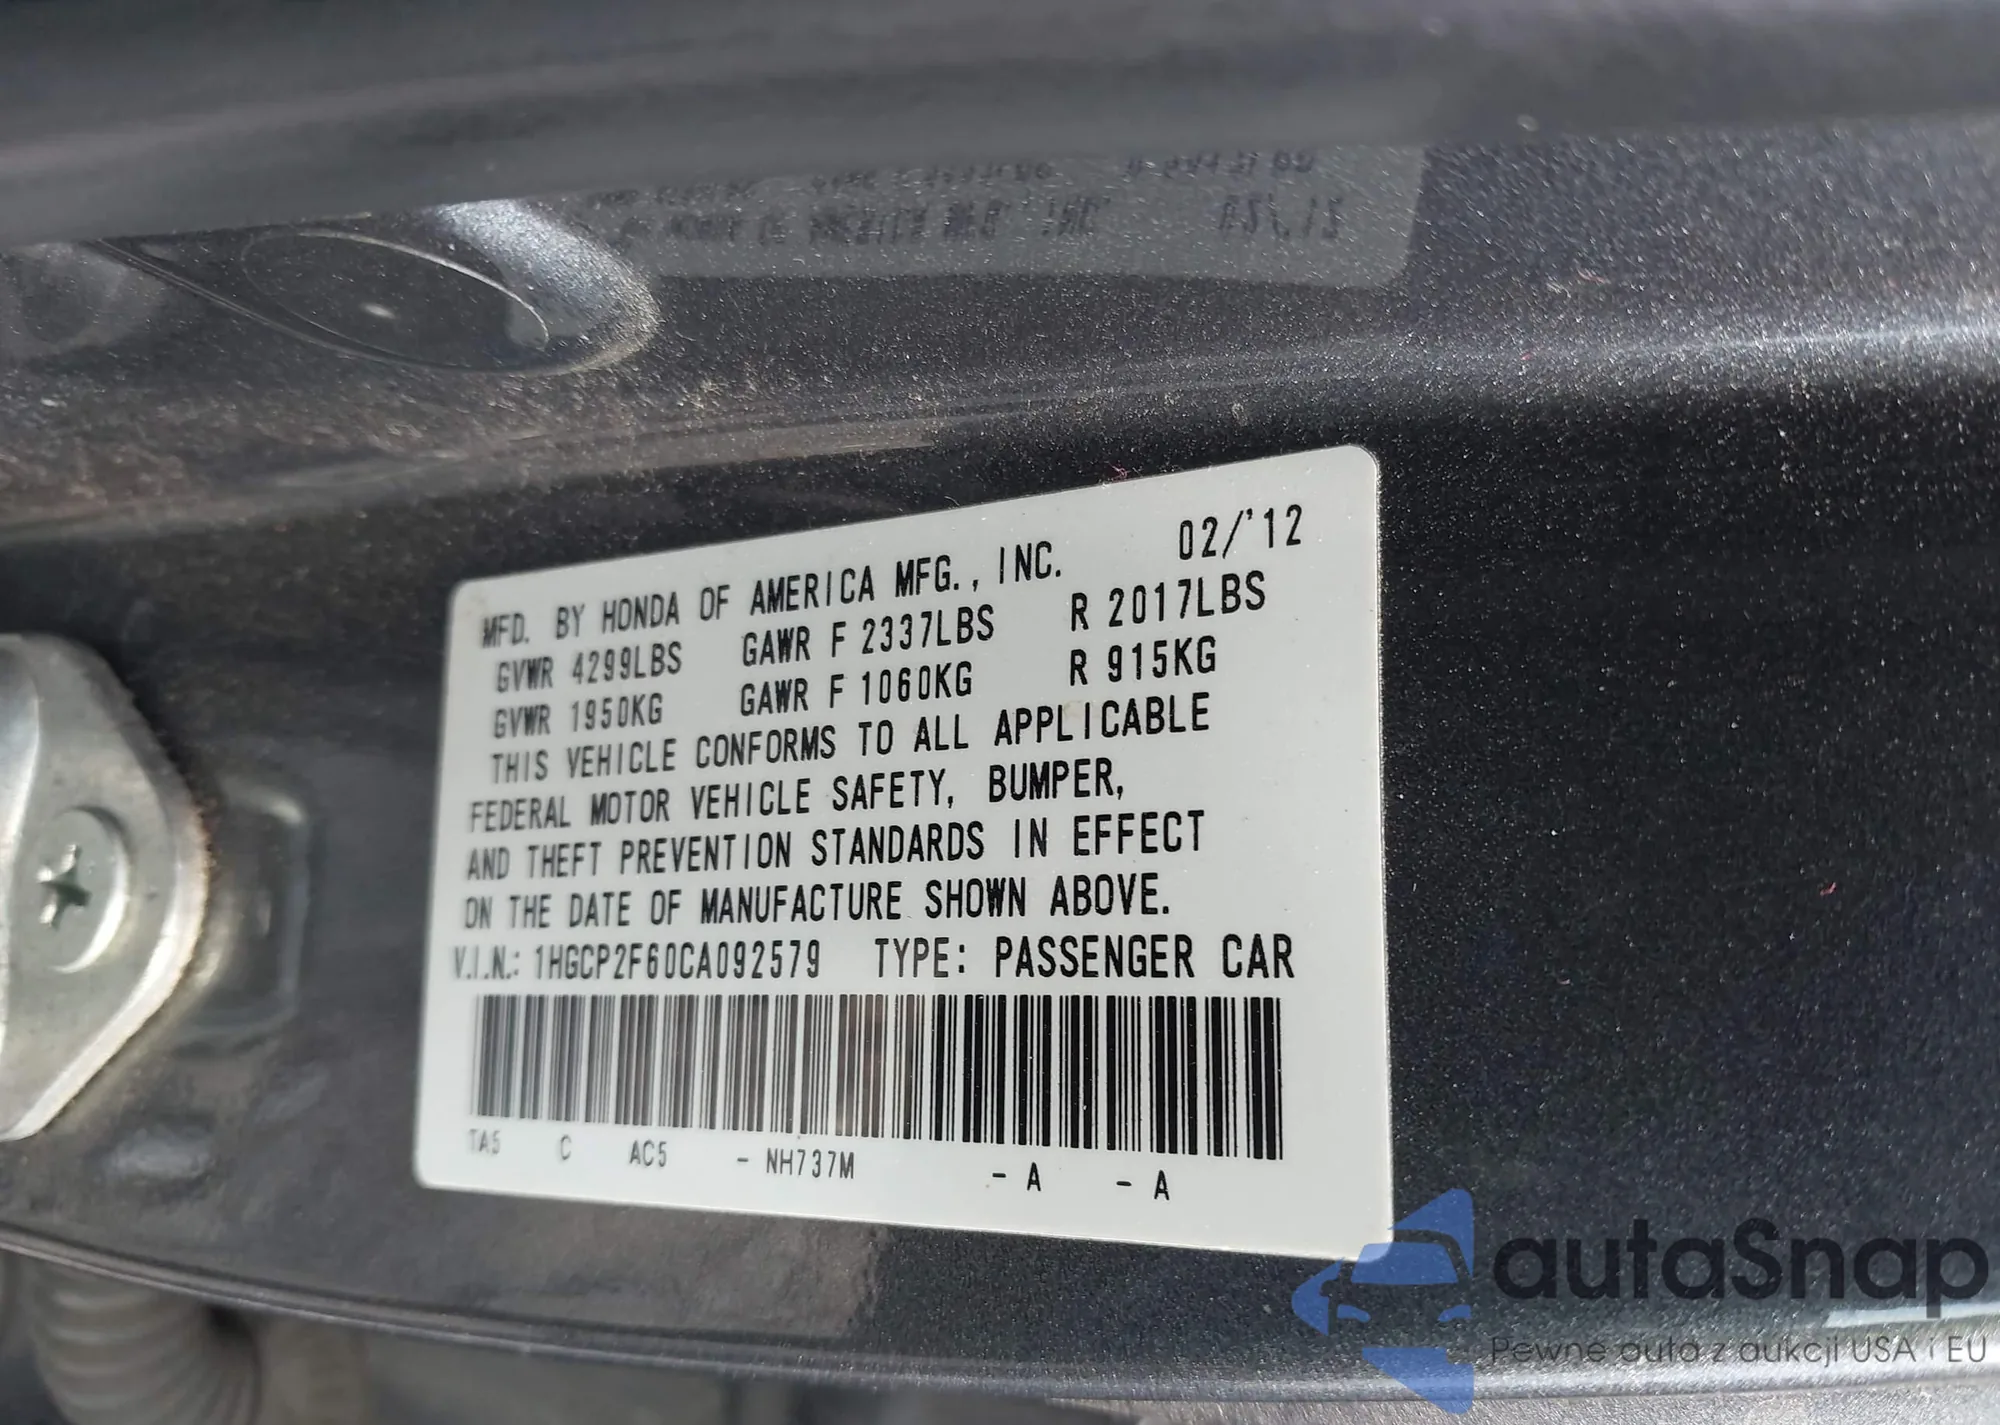 MFD. BY HONDA OF AMERICA MFG., INC. 02/'12
GVWR 4299LBS GAWR F 2337LBS R 2017LBS
GVWR 1950KG GAWR F 1060KG R 915KG
THIS VEHICLE CONFORMS TO ALL APPLICABLE
FEDERAL MOTOR VEHICLE SAFETY, BUMPER,
AND THEFT PREVENTION STANDARDS IN EFFECT
ON THE DATE OF MANUFACTURE SHOWN ABOVE.
V.I.N.: 1HGCP2F60CA092579 TYPE: PASSENGER CAR
TA5 C AC5 - NH737M - A - A
autaSnap
Pewne auta z aukcji USA i EU